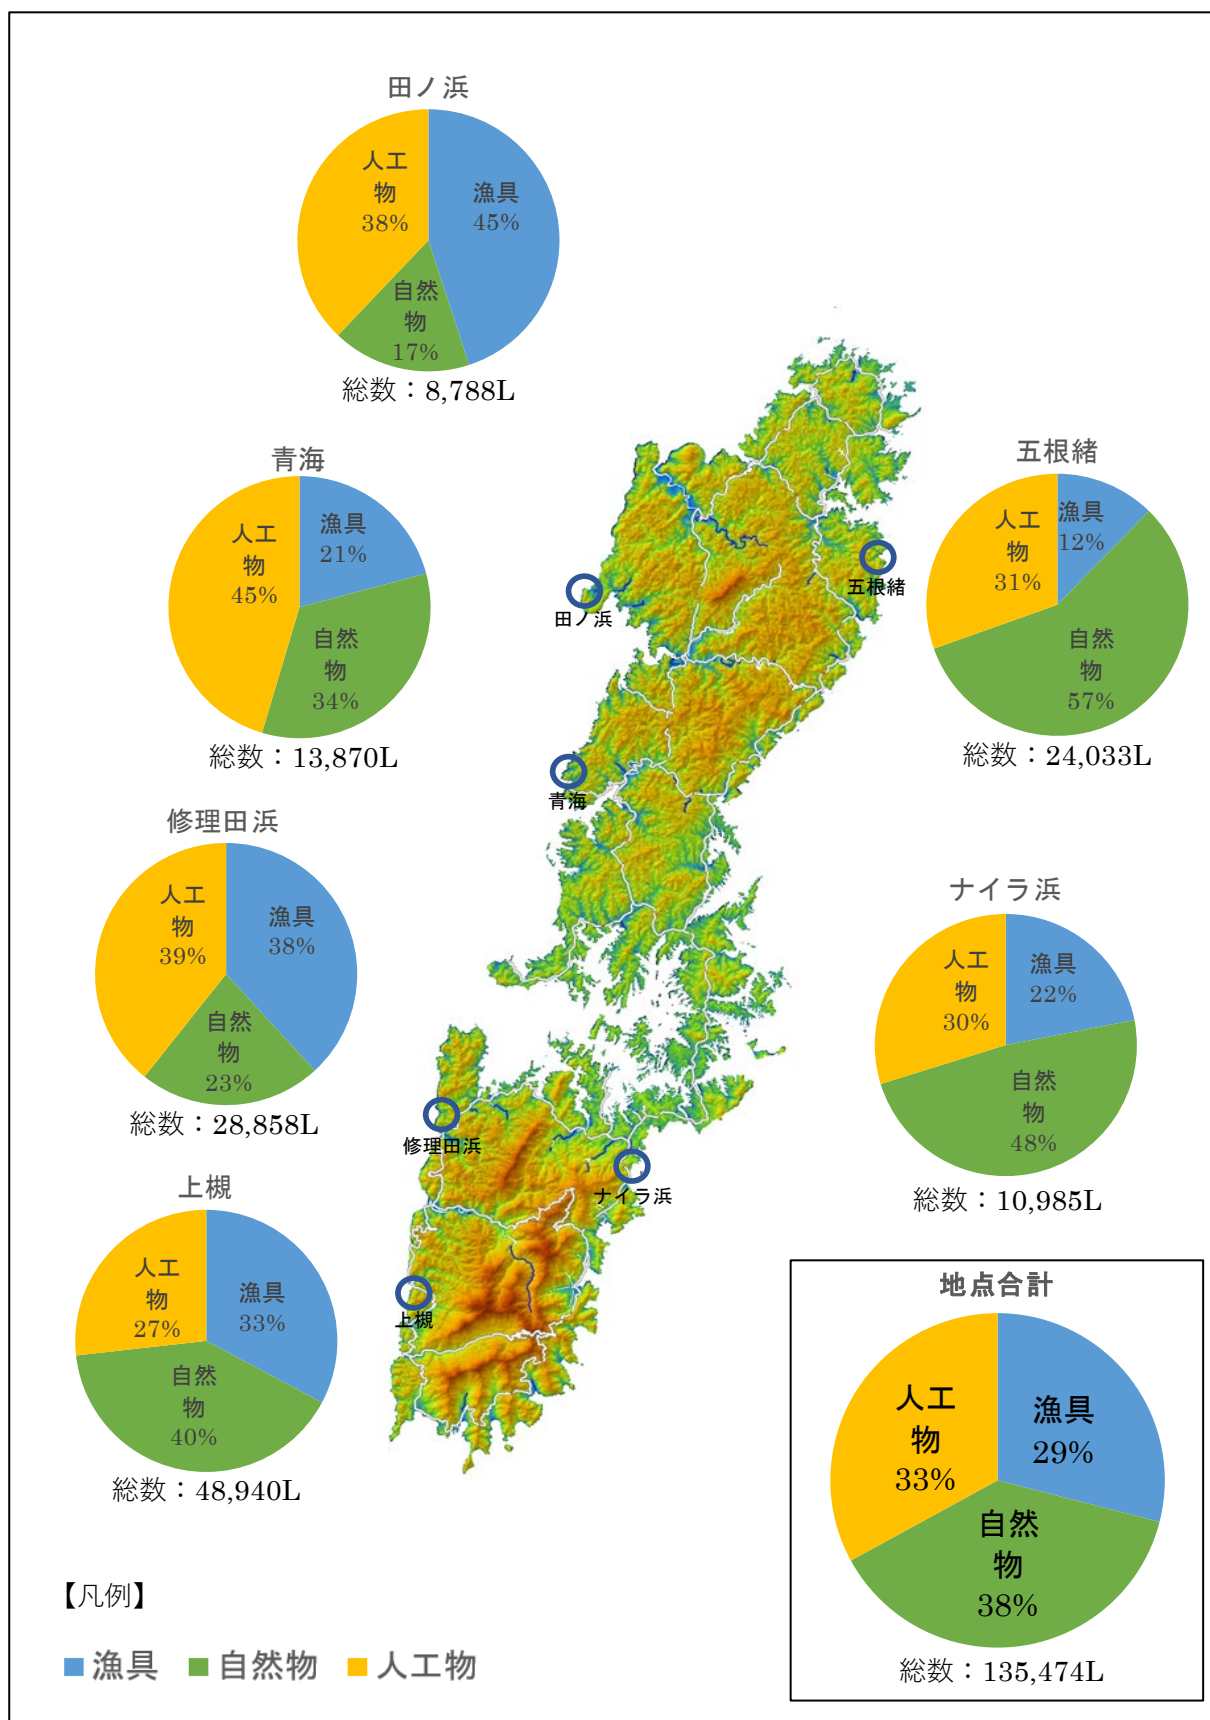 田ノ浜
人工
物
38%
漁具
45%
自然
物
17%
総数：8,788L
青海
人工
物
45%
漁具
21%
自然
物
34%
総数：13,870L
五根緒
人工
物
31%
漁具
12%
自然
物
57%
総数：24,033L
修理田浜
人工
物
39%
漁具
38%
自然
物
23%
総数：28,858L
ナイラ浜
人工
物
30%
漁具
22%
自然
物
48%
総数：10,985L
上槻
人工
物
27%
漁具
33%
自然
物
40%
総数：48,940L
五根緒
田ノ浜
青海
修理田浜
ナイラ浜
上槻
地点合計
人工
物
33%
漁具
29%
自然
物
38%
総数：135,474L
【凡例】
漁具 自然物 人工物